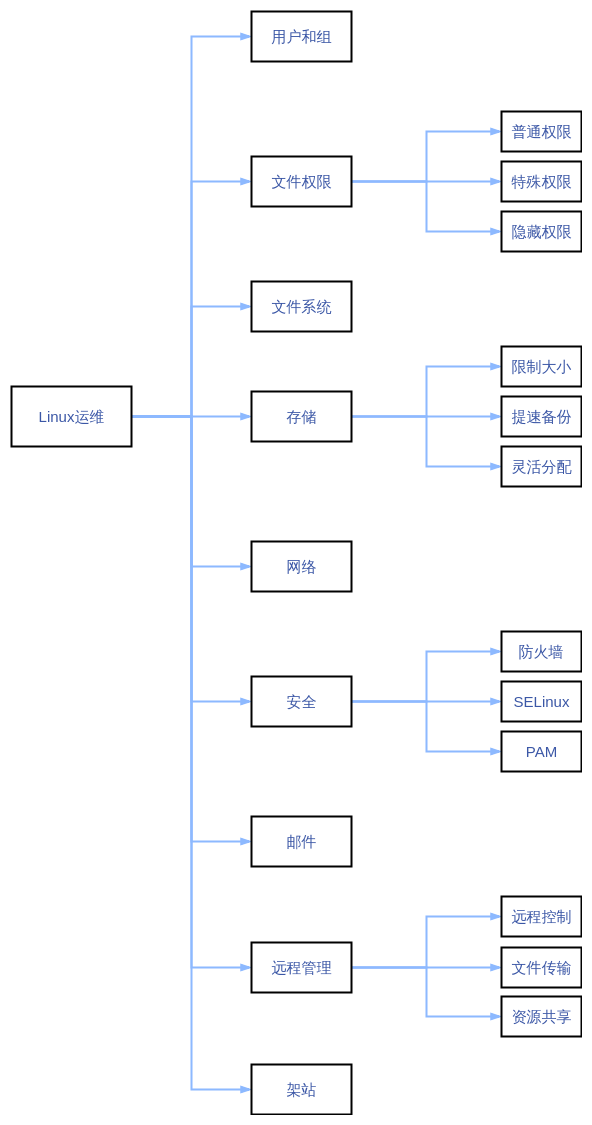 Linux运维
用户和组
文件权限
普通权限
特殊权限
隐藏权限
文件系统
存储
限制大小
提速备份
灵活分配
网络
安全
防火墙
SELinux
PAM
邮件
远程管理
远程控制
文件传输
资源共享
架站